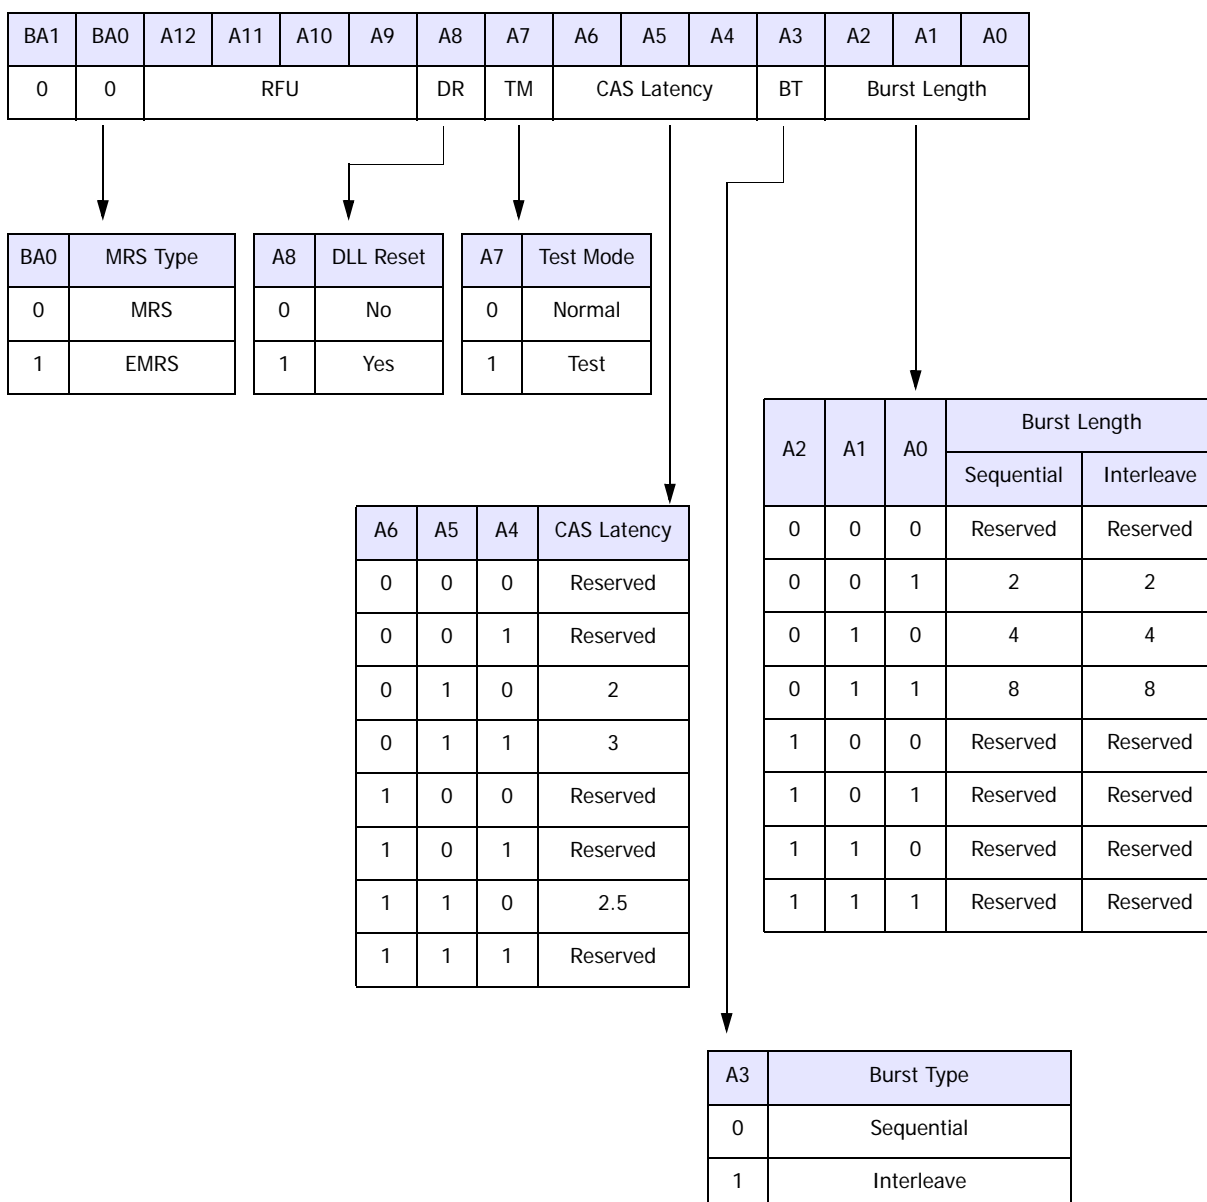 BA1 BA0 A12 A11 A10 A9 A8 A7 A6 A5 A4 A3 A2 A1 A0
0 0 RFU DR TM CAS Latency BT Burst Length
BA0 MRS Type
0 MRS
1 EMRS
A8 DLL Reset
0 No
1 Yes
A7 Test Mode
0 Normal
1 Test
A6 A5 A4 CAS Latency
0 0 0 Reserved
0 0 1 Reserved
0 1 0 2
0 1 1 3
1 0 0 Reserved
1 0 1 Reserved
1 1 0 2.5
1 1 1 Reserved
A2 A1 A0 Burst Length
Sequential Interleave
0 0 0 Reserved Reserved
0 0 1 2 2
0 1 0 4 4
0 1 1 8 8
1 0 0 Reserved Reserved
1 0 1 Reserved Reserved
1 1 0 Reserved Reserved
1 1 1 Reserved Reserved
A3 Burst Type
0 Sequential
1 Interleave